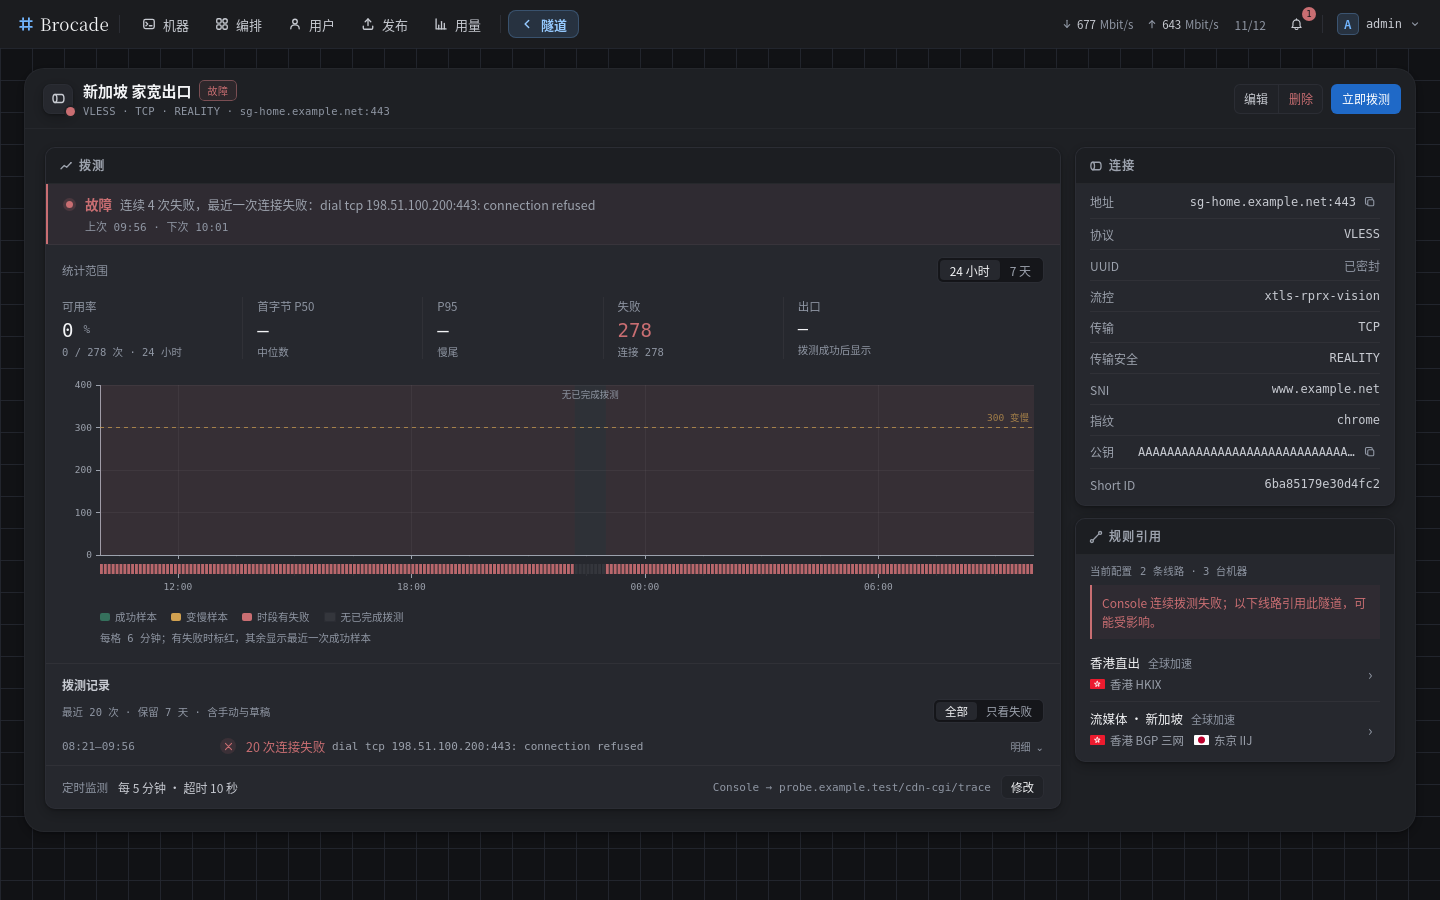 Brocade
机器
编排
用户
发布
用量
隧道
↓ 677 Mbit/s
↑ 643 Mbit/s
11/12
1
A
admin
新加坡 家宽出口 故障
VLESS · TCP · REALITY · sg-home.example.net:443
编辑
删除
立即拨测
拨测
故障 连续 4 次失败，最近一次连接失败：dial tcp 198.51.100.200:443: connection refused
上次 09:56 · 下次 10:01
统计范围
24 小时
7 天
可用率
0 %
0 / 278 次 · 24 小时
首字节 P50
—
中位数
P95
—
慢尾
失败
278
连接 278
出口
—
拨测成功后显示
400
300
200
100
0
无已完成拨测
300 变慢
12:00
18:00
00:00
06:00
成功样本
变慢样本
时段有失败
无已完成拨测
每格 6 分钟；有失败时标红，其余显示最近一次成功样本
拨测记录
最近 20 次 · 保留 7 天 · 含手动与草稿
全部
只看失败
08:21—09:56
20 次连接失败 dial tcp 198.51.100.200:443: connection refused
明细
定时监测 每 5 分钟 · 超时 10 秒
Console → probe.example.test/cdn-cgi/trace
修改
连接
地址 sg-home.example.net:443
协议 VLESS
UUID 已密封
流控 xtls-rprx-vision
传输 TCP
传输安全 REALITY
SNI www.example.net
指纹 chrome
公钥 AAAAAAAAAAAAAAAAAAAAAAAAAAAAA…
Short ID 6ba85179e30d4fc2
规则引用
当前配置 2 条线路 · 3 台机器
Console 连续拨测失败；以下线路引用此隧道，可
能受影响。
香港直出 全球加速
香港 HKIX
流媒体 · 新加坡 全球加速
香港 BGP 三网 东京 IIJ